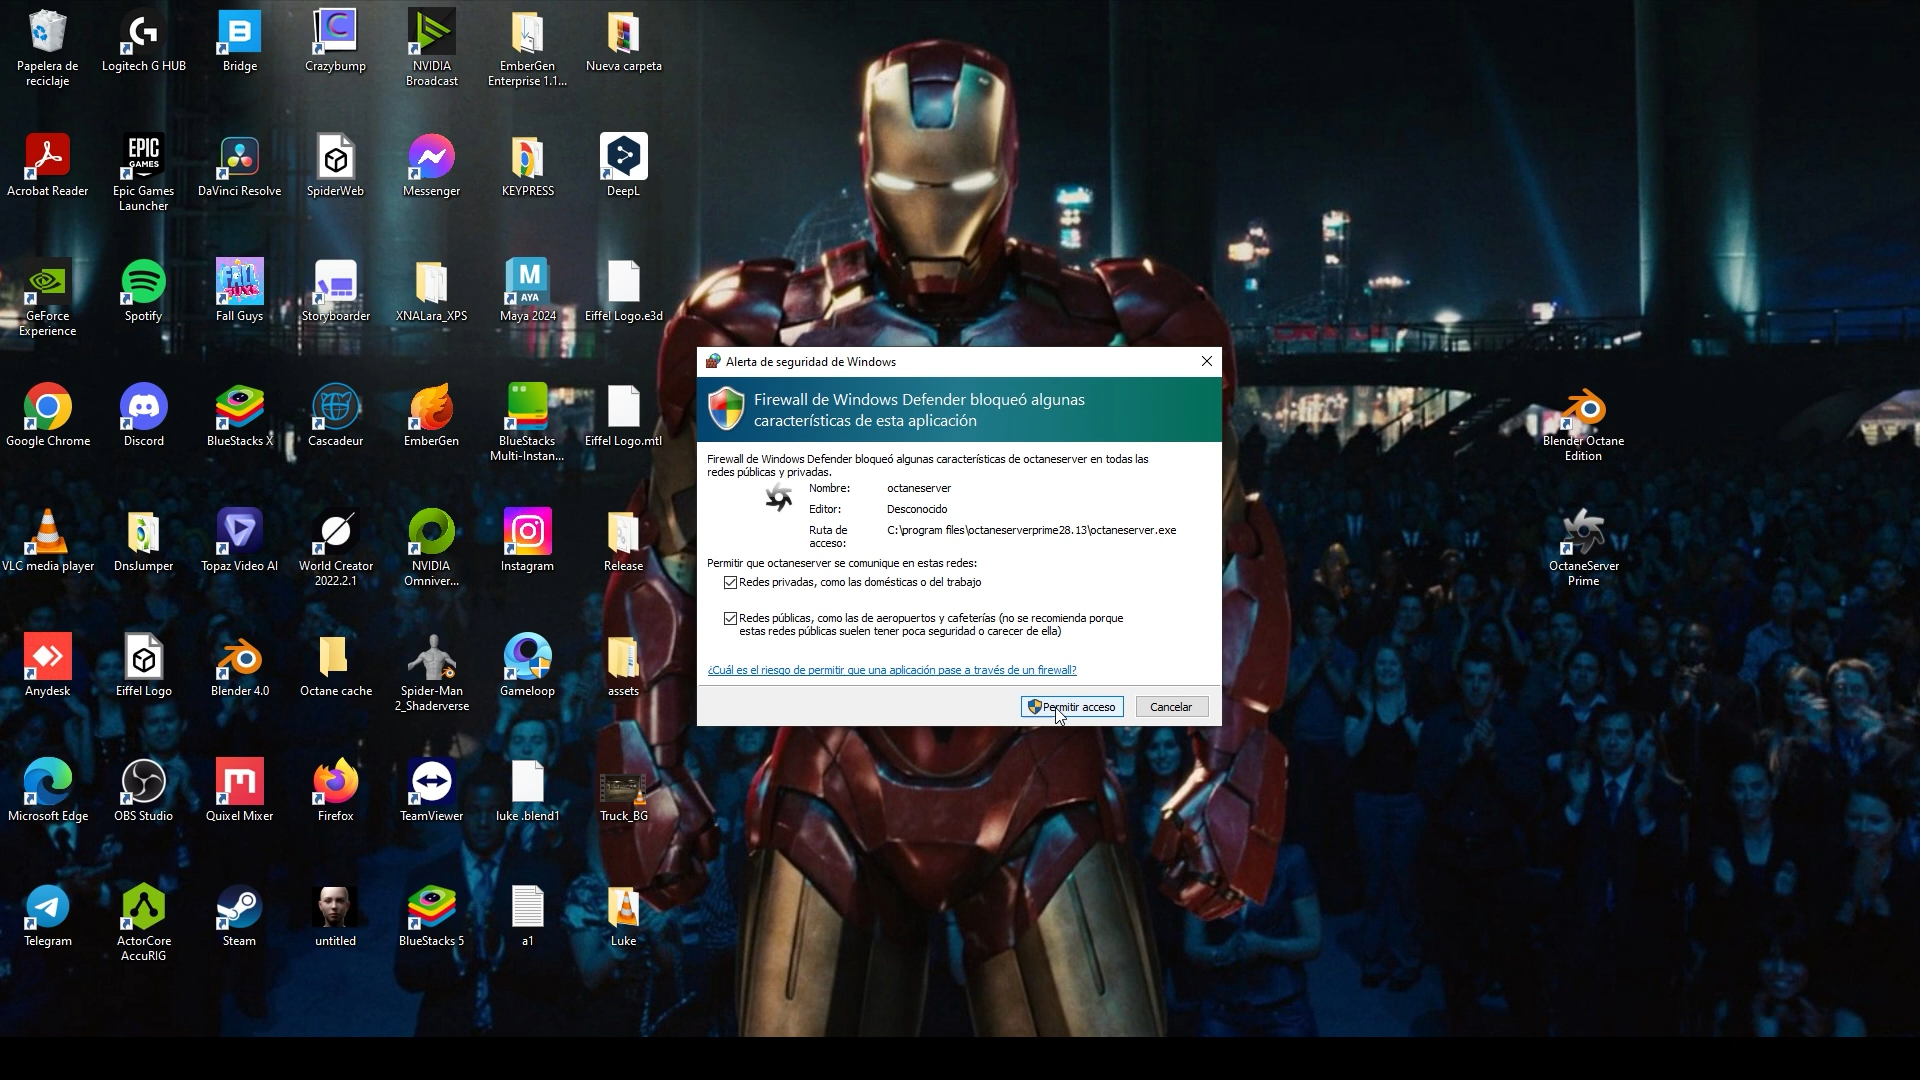 Papelera de
reciclaje
Logitech G HUB
Bridge
Crazybump
NVIDIA
Broadcast
EmberGen
Enterprise 1.1...
Nueva carpeta
Acrobat Reader
EPIC
GAMES
Epic Games
Launcher
DaVinci Resolve
SpiderWeb
Messenger
KEYPRESS
DeepL
GeForce
Experience
Spotify
FALL
GUYS
Fall Guys
Storyboarder
XNALara_XPS
M
AYA
Maya 2024
Eiffel Logo.e3d
Google Chrome
Discord
BlueStacks X
Cascadeur
EmberGen
BlueStacks
Multi-Instan...
Eiffel Logo.mtl
VLC media player
DnsJumper
Topaz Video AI
World Creator
2022.2.1
NVIDIA
Omniver...
Instagram
Release
Anydesk
Eiffel Logo
Blender 4.0
Octane cache
Spider-Man
2_Shaderverse
Gameloop
assets
Microsoft Edge
OBS Studio
Quixel Mixer
Firefox
TeamViewer
luke .blend1
Truck_BG
Telegram
ActorCore
AccuRIG
Steam
untitled
BlueStacks 5
a1
Luke
Alerta de seguridad de Windows
Firewall de Windows Defender bloqueó algunas
características de esta aplicación
Firewall de Windows Defender bloqueó algunas características de octaneserver en todas las
redes públicas y privadas.
Nombre: octaneserver
Editor: Desconocido
Ruta de C:\program files\octaneserverprime28.13\octaneserver.exe
acceso:
Permitir que octaneserver se comunique en estas redes:
Redes privadas, como las domésticas o del trabajo
Redes públicas, como las de aeropuertos y cafeterías (no se recomienda porque
estas redes públicas suelen tener poca seguridad o carecer de ella)
¿Cuál es el riesgo de permitir que una aplicación pase a través de un firewall?
Permitir acceso Cancelar
Blender Octane
Edition
OctaneServer
Prime